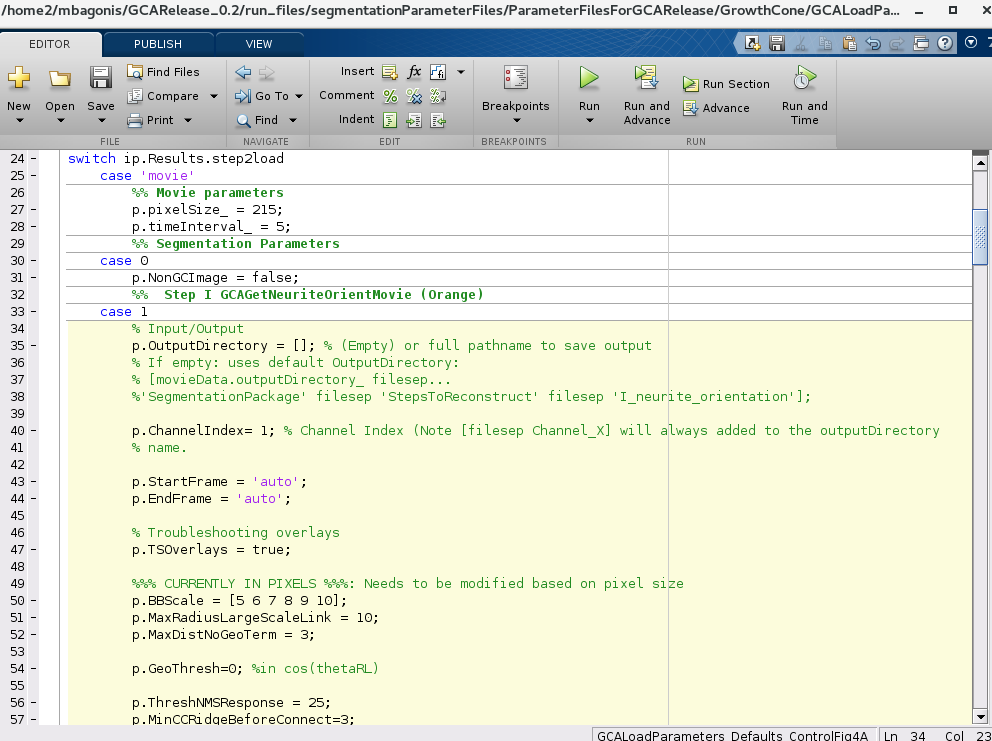 /home2/mbagonis/GCARelease_0.2/run_files/segmentationParameterFiles/ParameterFilesForGCARelease/GrowthCone/GCALoadPa...
EDITOR PUBLISH VIEW
New Open Save
Find Files
Compare
Print
FILE
Go To
Find
NAVIGATE
Insert fx
Comment
Indent
EDIT
Breakpoints
BREAKPOINTS
Run
Run and Advance
Run Section
Advance
Run and Time
RUN
24 - switch ip.Results.step2load
25 - case 'movie'
26 %% Movie parameters
27 - p.pixelSize_ = 215;
28 - p.timeInterval_ = 5;
29 %% Segmentation Parameters
30 - case 0
31 - p.NonGCImage = false;
32 %%  Step I GCAGetNeuriteOrientMovie (Orange)
33 - case 1
34 % Input/Output
35 - p.OutputDirectory = []; % (Empty) or full pathname to save output
36 % If empty: uses default OutputDirectory:
37 % [movieData.outputDirectory_ filesep...
38 %'SegmentationPackage' filesep 'StepsToReconstruct' filesep 'I_neurite_orientation'];
39
40 - p.ChannelIndex= 1; % Channel Index (Note [filesep Channel_X] will always added to the outputDirectory
41 % name.
42
43 - p.StartFrame = 'auto';
44 - p.EndFrame = 'auto';
45
46 % Troubleshooting overlays
47 - p.TSOverlays = true;
48
49 %%% CURRENTLY IN PIXELS %%%: Needs to be modified based on pixel size
50 - p.BBScale = [5 6 7 8 9 10];
51 - p.MaxRadiusLargeScaleLink = 10;
52 - p.MaxDistNoGeoTerm = 3;
53
54 - p.GeoThresh=0; %in cos(thetaRL)
55
56 - p.ThreshNMSResponse = 25;
57 - p.MinCCRidgeBeforeConnect=3;
GCALoadParameters Defaults ControlFig4A Ln 34 Col 23